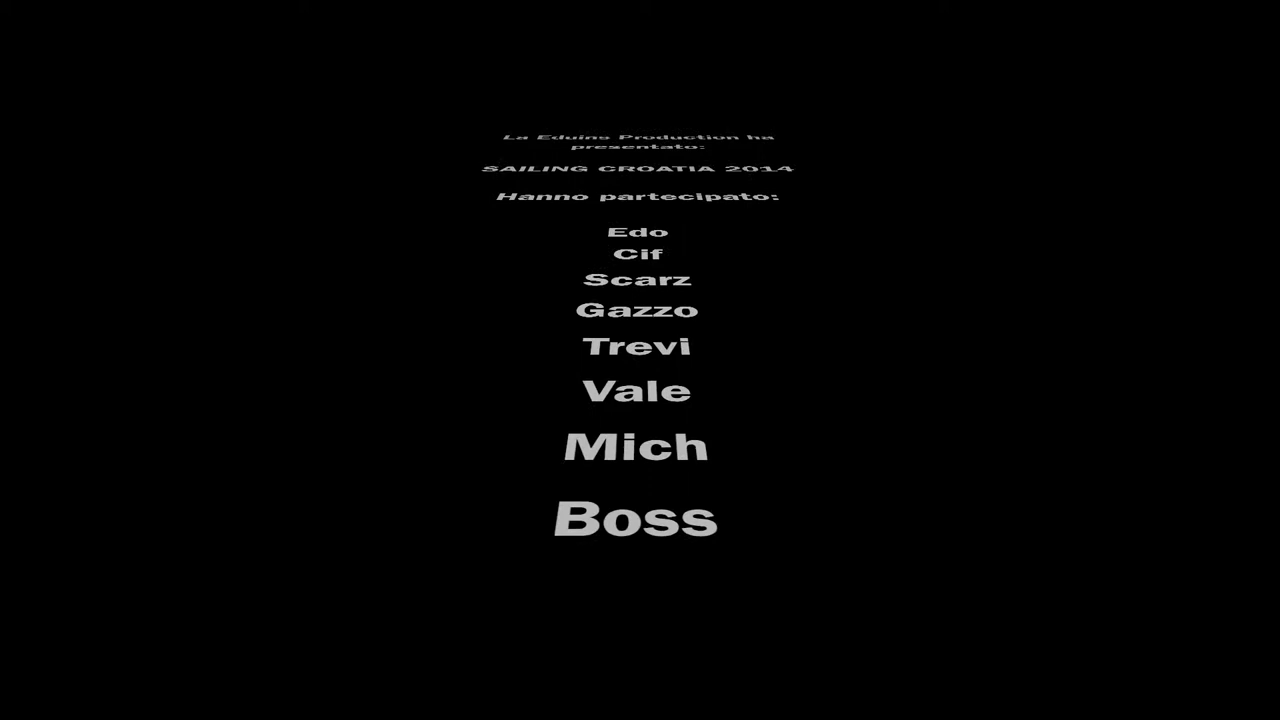 La Eduins Production ha
presentato:
SAILING CROATIA 2014
Hanno partecipato:
Edo
Cif
Scarz
Gazzo
Trevi
Vale
Mich
Boss